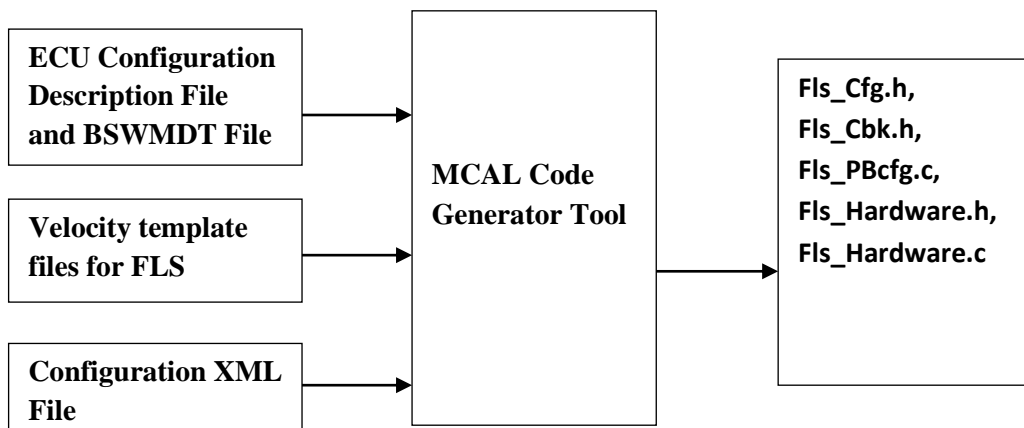 ECU Configuration
Description File
and BSWMDT File
Velocity template
files for FLS
Configuration XML
File
MCAL Code
Generator Tool
Fls_Cfg.h,
Fls_Cbk.h,
Fls_PBcfg.c,
Fls_Hardware.h,
Fls_Hardware.c